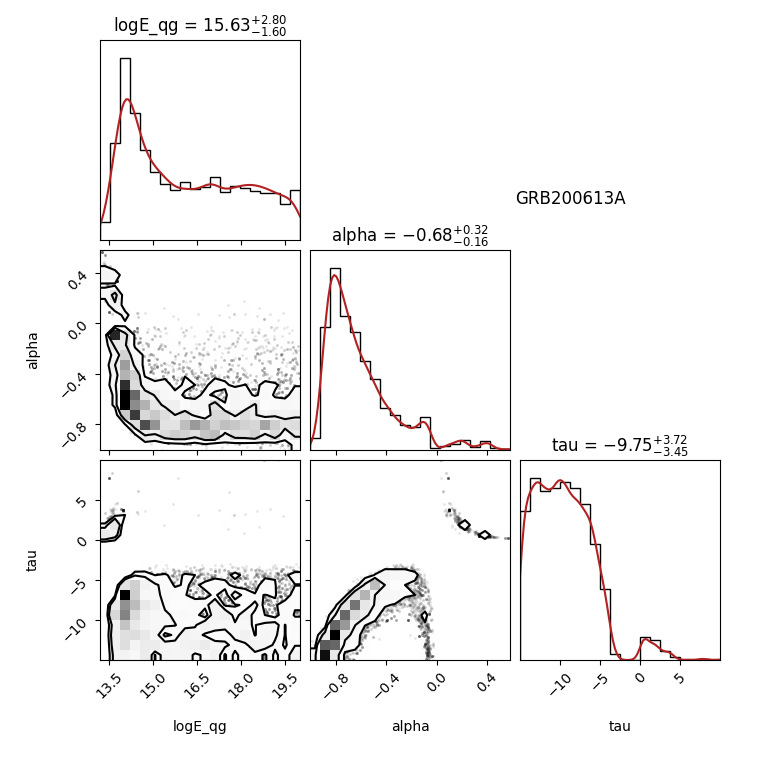 logE_qg = 15.63$^{+2.80}_{-1.60}$
GRB200613A
alpha = −0.68$^{+0.32}_{-0.16}$
0.4
0.0
−0.4
−0.8
alpha
tau = −9.75$^{+3.72}_{-3.45}$
5
0
−5
−10
tau
13.5 15.0 16.5 18.0 19.5 −0.8 −0.4 0.0 0.4 −10 −5 0 5
logE_qg alpha tau